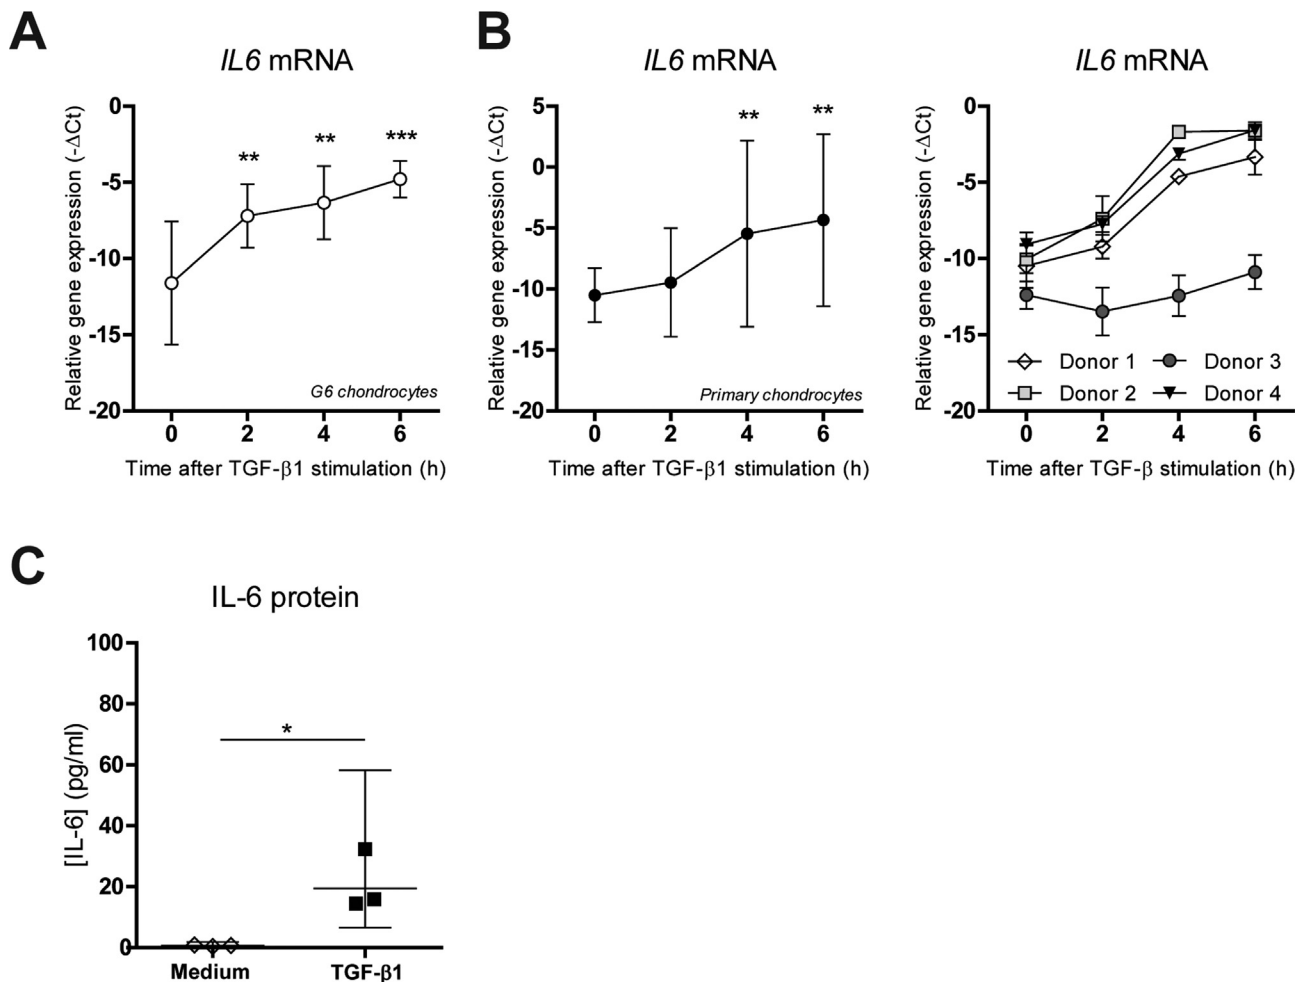 A
B
IL6 mRNA
IL6 mRNA
IL6 mRNA
Relative gene expression (-ΔCt)
0
-5
-10
-15
-20
**
**
***
G6 chondrocytes
0 2 4 6
Time after TGF-β1 stimulation (h)
Relative gene expression (-ΔCt)
5
0
-5
-10
-15
-20
**
**
Primary chondrocytes
0 2 4 6
Time after TGF-β1 stimulation (h)
Relative gene expression (-ΔCt)
0
-5
-10
-15
-20
Donor 1 Donor 3
Donor 2 Donor 4
0 2 4 6
Time after TGF-β stimulation (h)
C
IL-6 protein
[IL-6] (pg/ml)
100
80
60
40
20
0
*
Medium TGF-β1